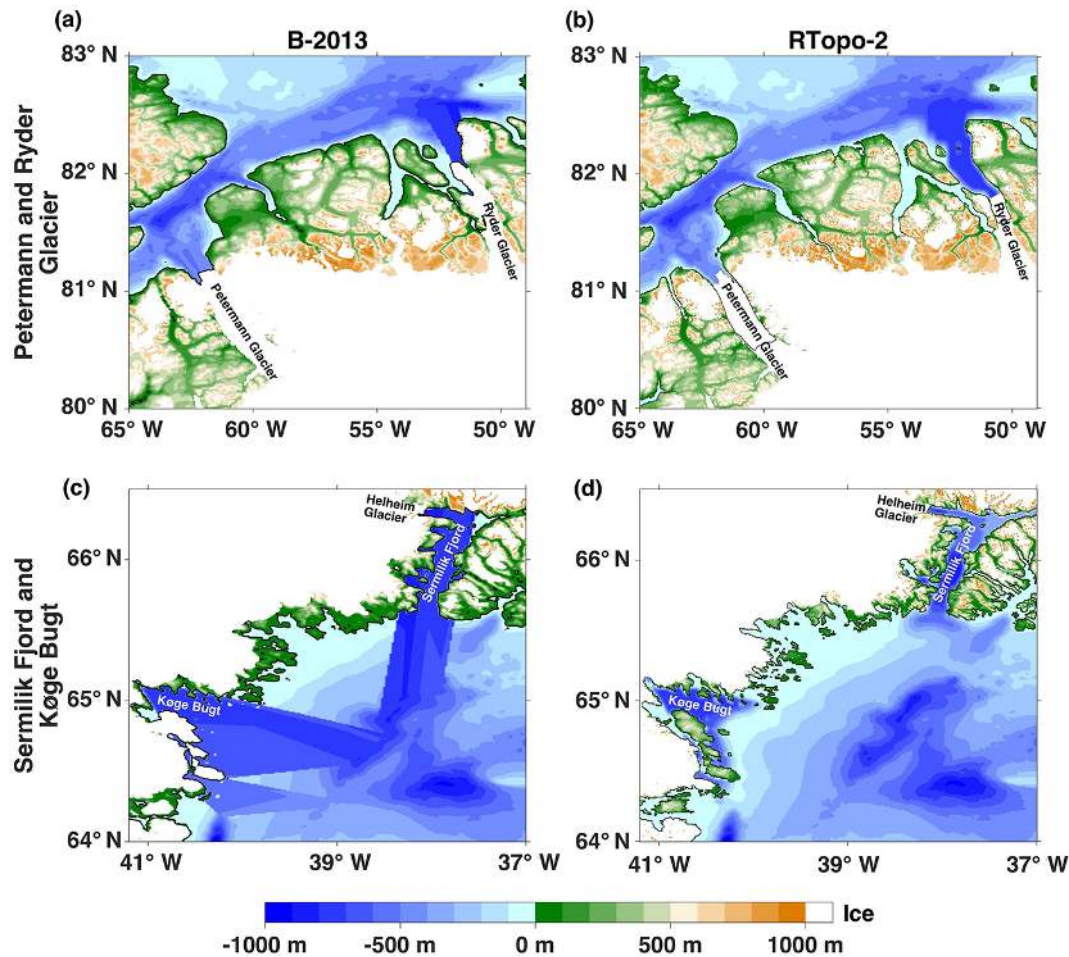 (a)
B-2013
(b)
RTopo-2
Petermann and Ryder
Glacier
83° N
82° N
81° N
80° N
65° W
60° W
55° W
50° W
Petermann Glacier
Ryder Glacier
83° N
82° N
81° N
80° N
65° W
60° W
55° W
50° W
Petermann Glacier
Ryder Glacier
(c)
(d)
Sermilik Fjord and
Køge Bugt
66° N
65° N
64° N
41° W
39° W
37° W
Helheim
Glacier
Sermilik Fjord
Køge Bugt
66° N
65° N
64° N
41° W
39° W
37° W
Helheim
Glacier
Sermilik Fjord
Køge Bugt
Ice
-1000 m
-500 m
0 m
500 m
1000 m